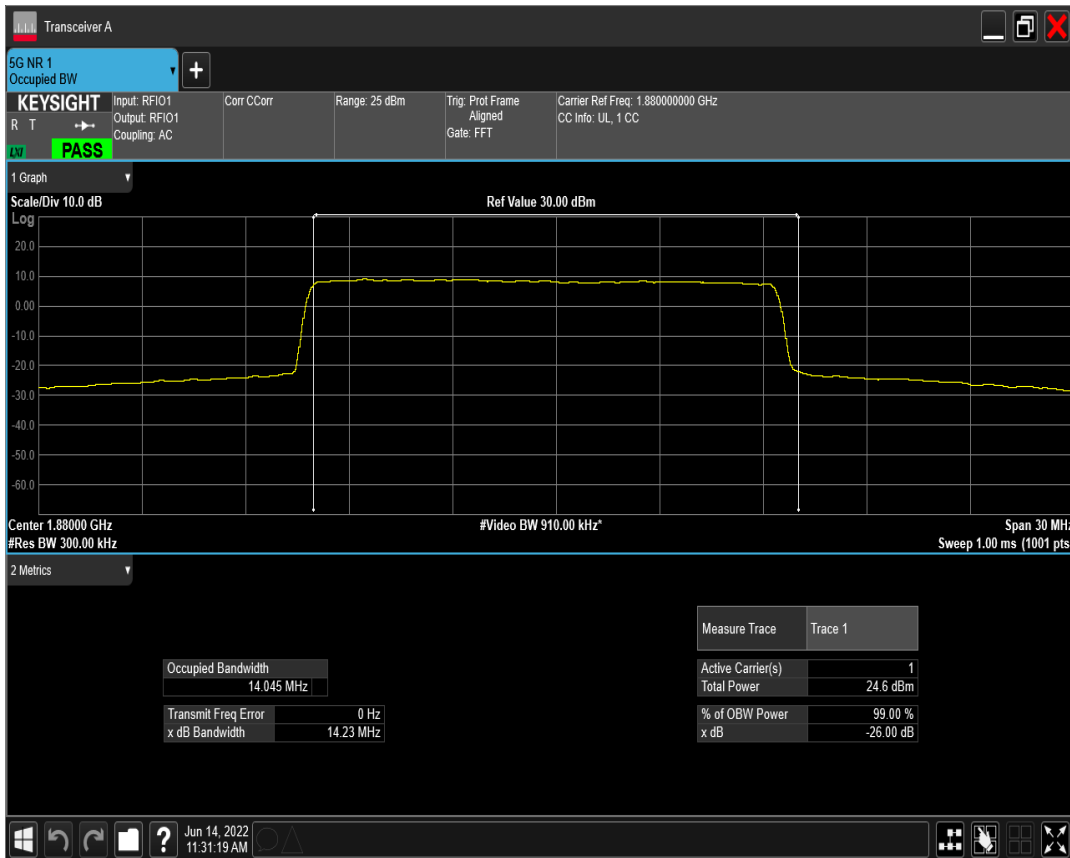 Transceiver A
5G NR 1
Occupied BW
KEYSIGHT
R T
LXI
PASS
Input: RFIO1
Output: RFIO1
Coupling: AC
Corr CCorr
Range: 25 dBm
Trig: Prot Frame
Aligned
Gate: FFT
Carrier Ref Freq: 1.880000000 GHz
CC Info: UL, 1 CC
1 Graph
Scale/Div 10.0 dB
Ref Value 30.00 dBm
Log
20.0
10.0
0.00
-10.0
-20.0
-30.0
-40.0
-50.0
-60.0
Center 1.88000 GHz
#Video BW 910.00 kHz*
Span 30 MHz
#Res BW 300.00 kHz
Sweep 1.00 ms (1001 pts
2 Metrics
Measure Trace Trace 1
Occupied Bandwidth
14.045 MHz
Active Carrier(s) 1
Total Power 24.6 dBm
Transmit Freq Error 0 Hz
x dB Bandwidth 14.23 MHz
% of OBW Power 99.00 %
x dB -26.00 dB
?
Jun 14, 2022
11:31:19 AM